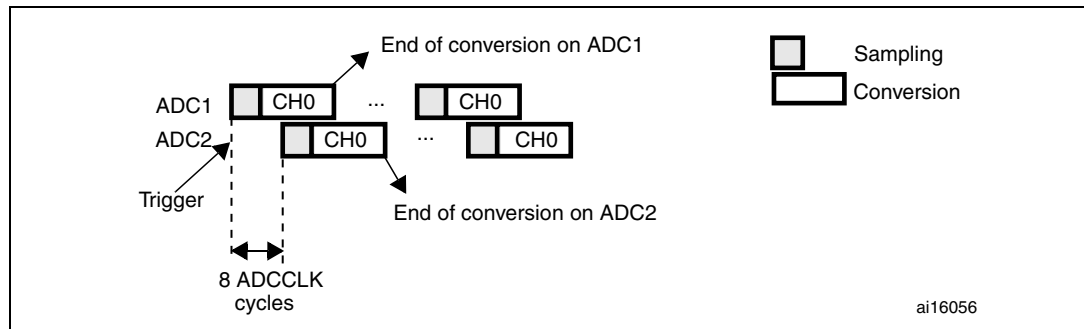 End of conversion on ADC1
Sampling
Conversion
ADC1 CH0 ... CH0
ADC2 CH0 ... CH0
Trigger
End of conversion on ADC2
8 ADCCLK
cycles
ai16056